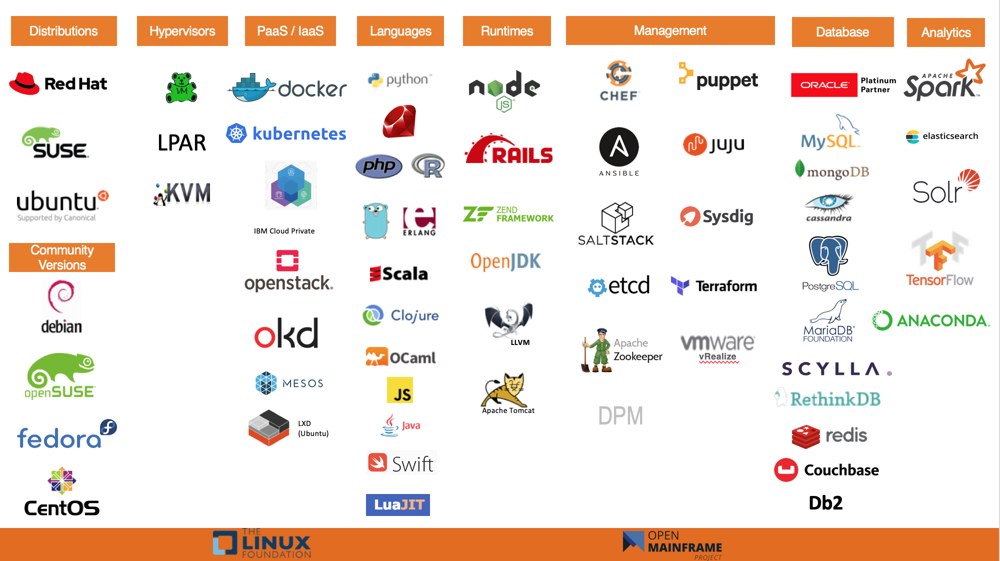 Distributions
Red Hat
SUSE
ubuntu
Supported by Canonical
Community
Versions
debian
openSUSE
fedora
CentOS
Hypervisors
VM
LPAR
KVM
PaaS / IaaS
docker
kubernetes
IBM Cloud Private
openstack
okd
MESOS
LXD
(Ubuntu)
Languages
python
php R
e
ERLANG
Scala
Clojure
OCaml
JS
Java
Swift
LuaJIT
Runtimes
node
JS
RAILS
ZF ZEND
FRAMEWORK
OpenJDK
LLVM
Apache Tomcat
Management
CHEF
puppet
ANSIBLE
juju
SALTSTACK
Sysdig
etcd
Terraform
Apache
Zookeeper
vmware
vRealize
DPM
Database
ORACLE Platinum
Partner
MySQL
mongoDB
cassandra
PostgreSQL
MariaDB
FOUNDATION
SCYLLA.
RethinkDB
redis
Couchbase
Db2
Analytics
APACHE
Spark
elasticsearch
Solr
TF
TensorFlow
ANACONDA.
THE
LINUX
FOUNDATION
OPEN
MAINFRAME
PROJECT